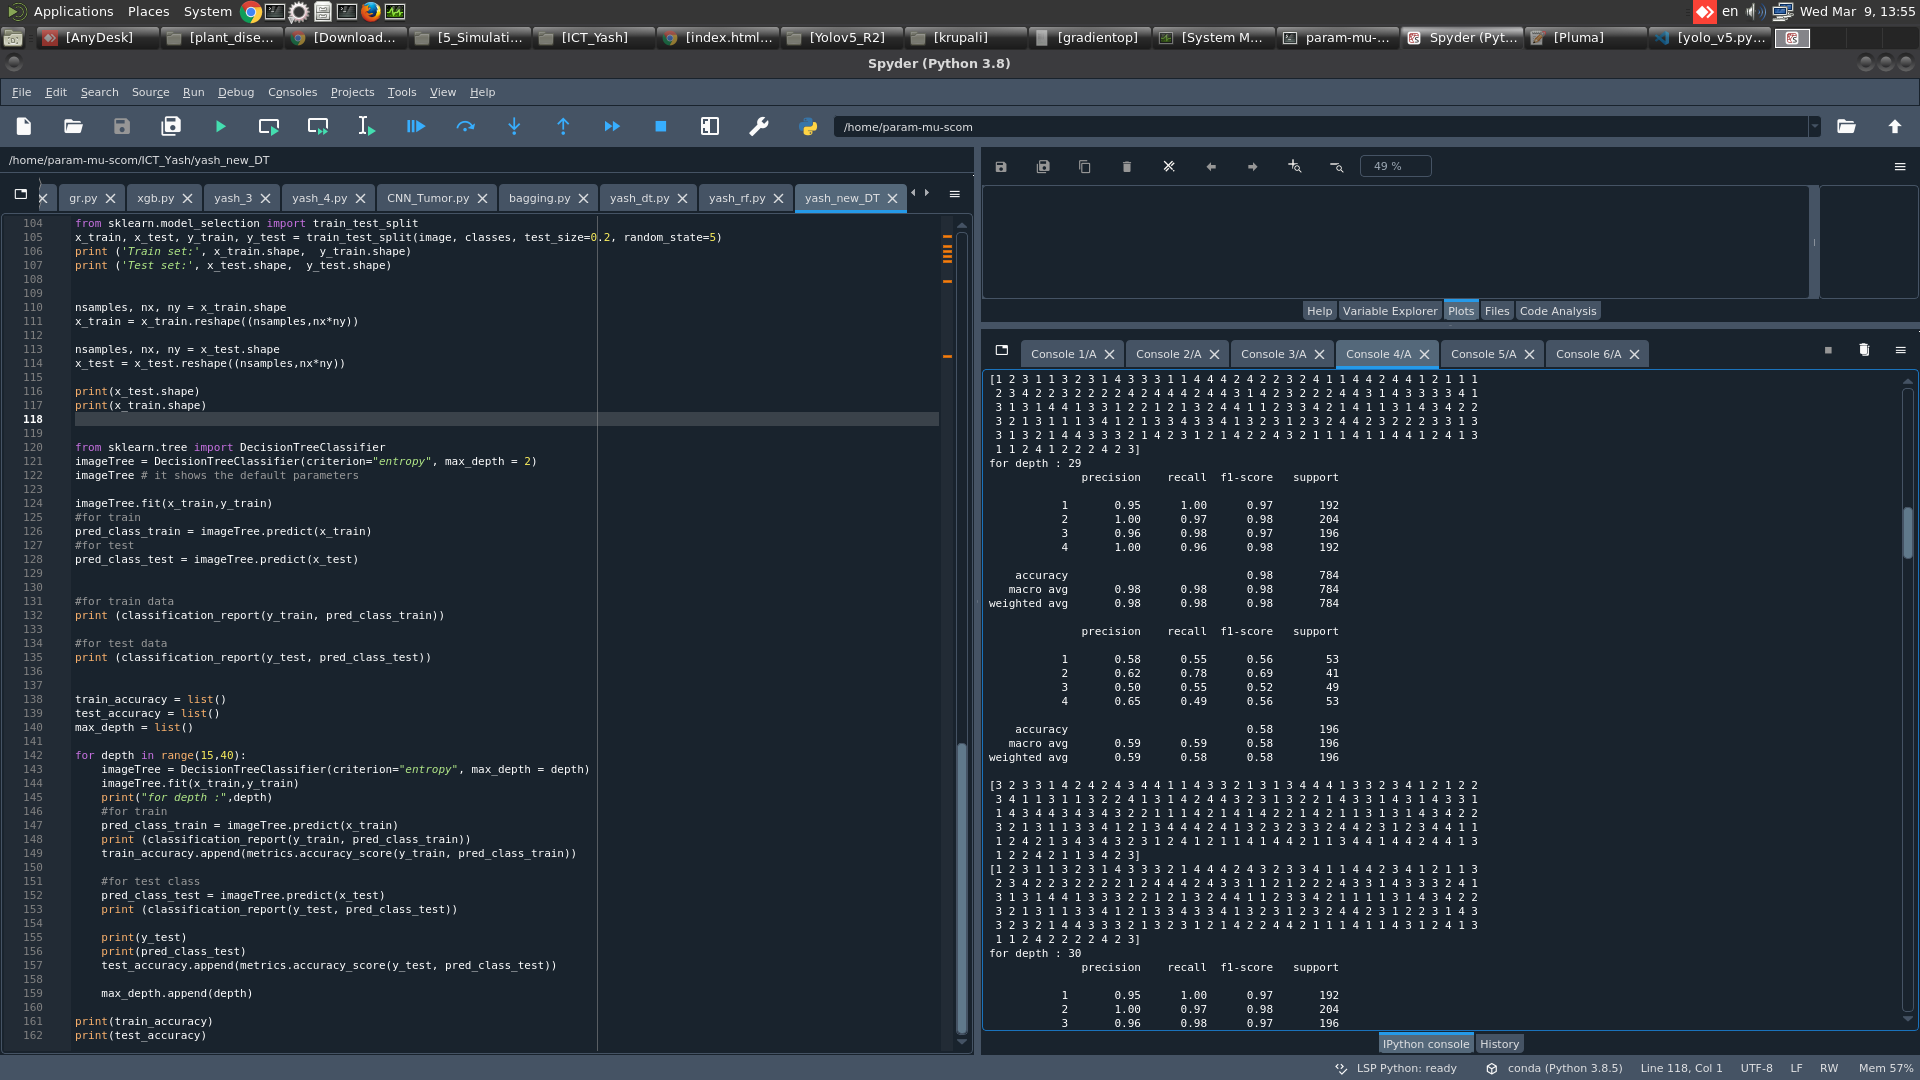 Applications Places System en Wed Mar 9, 13:55
[AnyDesk] [plant_dise... [Download... [5_Simulati... [ICT_Yash] [index.html... [Yolov5_R2] [krupali] [gradientop] [System M... param-mu-... Spyder (Pyt... [Pluma] [yolo_v5.py...
Spyder (Python 3.8)
File Edit Search Source Run Debug Consoles Projects Tools View Help
/home/param-mu-scom
/home/param-mu-scom/ICT_Yash/yash_new_DT
gr.py xgb.py yash_3 yash_4.py CNN_Tumor.py bagging.py yash_dt.py yash_rf.py yash_new_DT
104 from sklearn.model_selection import train_test_split
105 x_train, x_test, y_train, y_test = train_test_split(image, classes, test_size=0.2, random_state=5)
106 print ('Train set:', x_train.shape,  y_train.shape)
107 print ('Test set:', x_test.shape,  y_test.shape)
108
109
110 nsamples, nx, ny = x_train.shape
111 x_train = x_train.reshape((nsamples,nx*ny))
112
113 nsamples, nx, ny = x_test.shape
114 x_test = x_test.reshape((nsamples,nx*ny))
115
116 print(x_test.shape)
117 print(x_train.shape)
118
119
120 from sklearn.tree import DecisionTreeClassifier
121 imageTree = DecisionTreeClassifier(criterion="entropy", max_depth = 2)
122 imageTree # it shows the default parameters
123
124 imageTree.fit(x_train,y_train)
125 #for train
126 pred_class_train = imageTree.predict(x_train)
127 #for test
128 pred_class_test = imageTree.predict(x_test)
129
130
131 #for train data
132 print (classification_report(y_train, pred_class_train))
133
134 #for test data
135 print (classification_report(y_test, pred_class_test))
136
137
138 train_accuracy = list()
139 test_accuracy = list()
140 max_depth = list()
141
142 for depth in range(15,40):
143     imageTree = DecisionTreeClassifier(criterion="entropy", max_depth = depth)
144     imageTree.fit(x_train,y_train)
145     print("for depth :",depth)
146     #for train
147     pred_class_train = imageTree.predict(x_train)
148     print (classification_report(y_train, pred_class_train))
149     train_accuracy.append(metrics.accuracy_score(y_train, pred_class_train))
150
151     #for test class
152     pred_class_test = imageTree.predict(x_test)
153     print (classification_report(y_test, pred_class_test))
154
155     print(y_test)
156     print(pred_class_test)
157     test_accuracy.append(metrics.accuracy_score(y_test, pred_class_test))
158
159     max_depth.append(depth)
160
161 print(train_accuracy)
162 print(test_accuracy)
49 %
Help Variable Explorer Plots Files Code Analysis
Console 1/A Console 2/A Console 3/A Console 4/A Console 5/A Console 6/A
[1 2 3 1 1 3 2 3 1 4 3 3 3 1 1 4 4 4 2 4 2 2 3 2 4 1 1 4 4 2 4 4 1 2 1 1 1
2 3 4 2 2 3 2 2 2 2 4 2 4 4 4 2 4 4 3 1 4 2 3 2 2 2 4 4 3 1 4 3 3 3 4 1
3 1 3 1 4 4 1 3 3 1 2 2 1 2 1 3 2 4 4 1 1 2 3 3 4 2 1 4 1 1 3 1 4 3 4 2 2
3 2 1 3 1 1 1 3 4 1 2 1 3 3 4 3 3 4 1 3 2 3 1 3 2 4 4 4 2 3 2 2 2 3 3 1 3
3 1 3 2 1 4 4 3 3 3 2 1 4 2 3 1 2 1 4 2 2 4 3 2 1 1 1 4 1 1 4 4 1 2 4 1 3
1 1 2 4 1 2 2 2 4 2 3]
for depth : 29
precision recall f1-score support
1 0.95 1.00 0.97 192
2 1.00 0.97 0.98 204
3 0.96 0.98 0.97 196
4 1.00 0.96 0.98 192
accuracy 0.98 784
macro avg 0.98 0.98 0.98 784
weighted avg 0.98 0.98 0.98 784
precision recall f1-score support
1 0.58 0.55 0.56 53
2 0.62 0.78 0.69 41
3 0.50 0.55 0.52 49
4 0.65 0.49 0.56 53
accuracy 0.58 196
macro avg 0.59 0.59 0.58 196
weighted avg 0.59 0.58 0.58 196
[3 2 3 3 1 4 2 4 2 4 3 4 4 1 1 4 3 3 2 1 3 1 3 4 4 4 1 3 3 2 3 4 1 2 1 2 2
3 4 1 1 3 1 1 3 2 2 4 1 3 1 4 2 4 4 3 2 3 1 3 2 2 1 4 3 3 1 4 3 1 4 3 3 1
1 4 3 4 4 3 4 3 4 3 2 2 1 1 1 4 2 1 4 1 4 2 2 1 4 2 1 1 3 1 3 1 4 3 4 2 2
3 2 1 3 1 1 3 3 4 1 2 1 3 4 4 4 2 4 1 3 2 3 2 3 3 2 4 4 2 3 1 2 3 4 4 1 1
1 2 4 2 1 3 4 3 4 3 2 3 1 2 4 1 2 1 1 4 1 4 4 2 1 1 3 3 4 4 1 4 4 2 4 4 1 3
1 2 2 4 2 1 1 3 4 2 3]
[1 2 3 1 1 3 2 3 1 4 3 3 3 2 1 4 4 4 2 4 3 2 3 3 4 1 1 4 4 2 4 1 2 1 1 3
2 3 4 2 2 3 2 2 2 2 1 2 4 4 4 2 4 3 3 1 1 2 1 2 2 2 4 3 3 1 4 3 3 3 2 4 1
3 1 3 1 4 4 1 3 3 3 2 2 1 2 1 3 2 4 4 1 1 2 3 3 4 2 1 1 1 1 3 1 4 3 4 2 2
3 2 1 3 1 1 3 3 4 1 2 1 3 3 4 3 3 4 1 3 2 3 1 2 3 2 4 4 2 3 1 2 2 3 1 4 3
3 2 3 2 1 4 4 3 3 3 2 1 3 2 3 1 2 1 4 2 2 4 4 2 1 1 1 4 1 1 4 3 1 2 4 1 3
1 1 2 4 2 2 2 2 4 2 3]
for depth : 30
precision recall f1-score support
1 0.95 1.00 0.97 192
2 1.00 0.97 0.98 204
3 0.96 0.98 0.97 196
IPython console History
LSP Python: ready conda (Python 3.8.5) Line 118, Col 1 UTF-8 LF RW Mem 57%